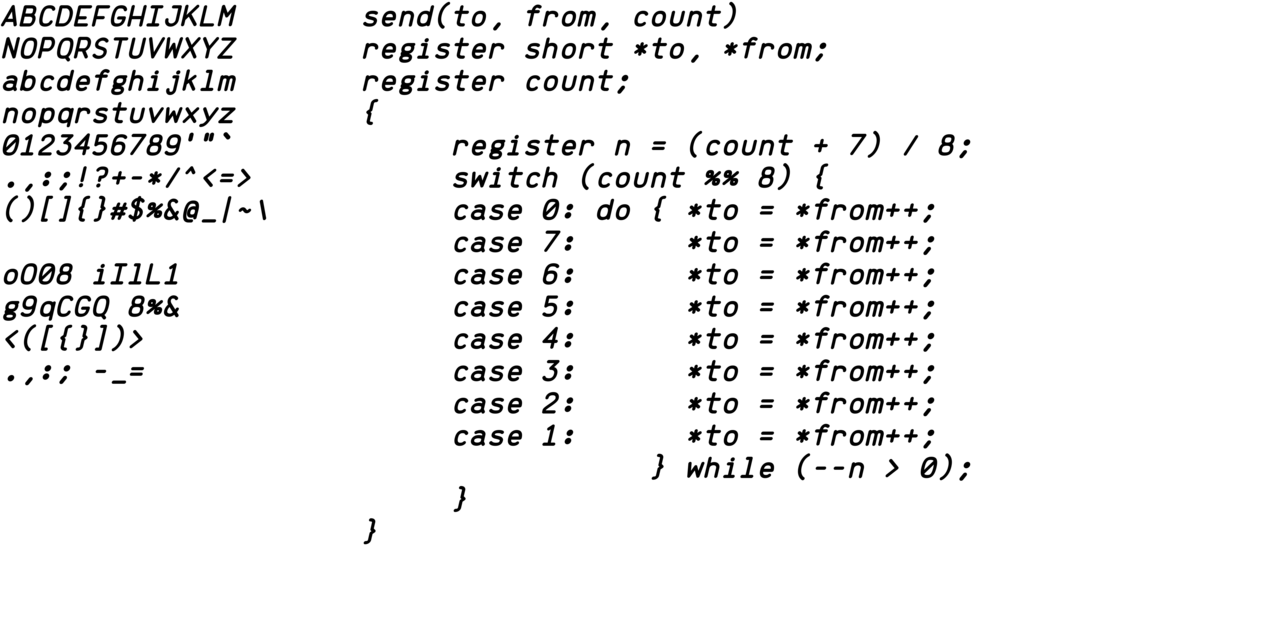 ABCDEFGHIJKLM
NOPQRSTUVWXYZ
abcdefghijklm
nopqrstuvwxyz
0123456789'"`
.,:;!?+-*/^<=>
()[]{}#$%&@_|~\
oO08 iIlL1
g9qCGQ 8%&
<([{}])>
.,:; -_=
send(to, from, count)
register short *to, *from;
register count;
{
     register n = (count + 7) / 8;
     switch (count %% 8) {
     case 0: do { *to = *from++;
     case 7:      *to = *from++;
     case 6:      *to = *from++;
     case 5:      *to = *from++;
     case 4:      *to = *from++;
     case 3:      *to = *from++;
     case 2:      *to = *from++;
     case 1:      *to = *from++;
                } while (--n > 0);
     }
}